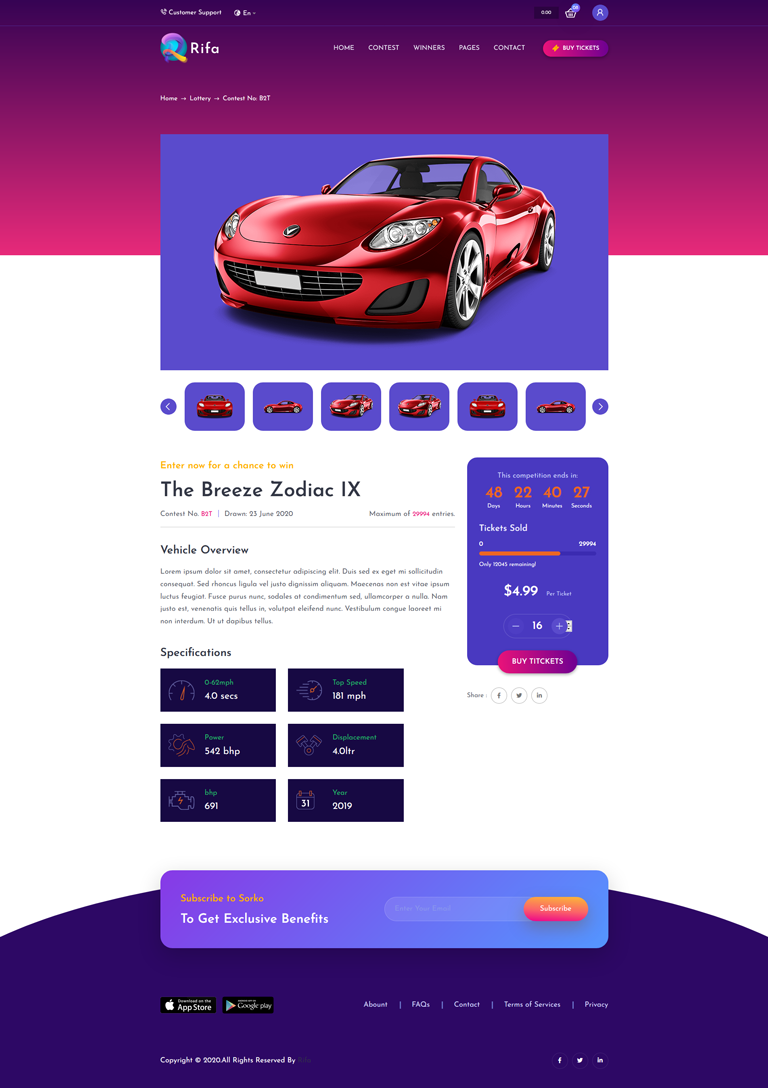 Customer Support En 0.00
Rifa HOME CONTEST WINNERS PAGES CONTACT BUY TICKETS
Home → Lottery → Contest No: B2T
Enter now for a chance to win
The Breeze Zodiac IX
Contest No. B2T | Drawn: 23 June 2020 Maximum of 29994 entries.
Vehicle Overview
Lorem ipsum dolor sit amet, consectetur adipiscing elit. Duis sed ex eget mi sollicitudin
consequat. Sed rhoncus ligula vel justo dignissim aliquam. Maecenas non est vitae ipsum
luctus feugiat. Fusce purus nunc, sodales at condimentum sed, ullamcorper a nulla. Nam
justo est, venenatis quis tellus in, volutpat eleifend nunc. Vestibulum congue laoreet mi
non interdum. Ut ut dapibus tellus.
Specifications
0-62mph
4.0 secs
Top Speed
181 mph
Power
542 bhp
Displacement
4.0ltr
bhp
691
31
Year
2019
This competition ends in:
48 22 40 27
Days Hours Minutes Seconds
Tickets Sold
0 29994
Only 12045 remaining!
$4.99 Per Ticket
16
BUY TITCKETS
Share :
Subscribe to Sorko
To Get Exclusive Benefits
Enter Your Email
Subscribe
Download on the
App Store
Google play
Abount | FAQs | Contact | Terms of Services | Privacy
Copyright © 2020.All Rights Reserved By Rifa